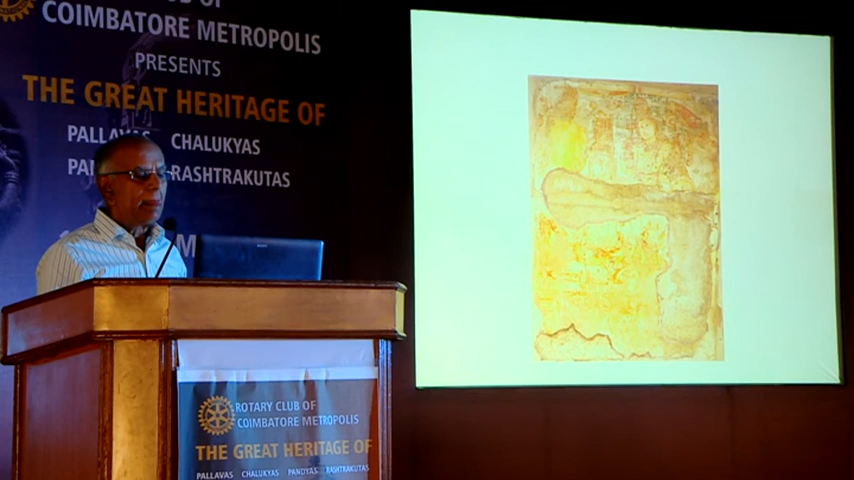 COIMBATORE METROPOLIS
PRESENTS
THE GREAT HERITAGE OF
PALLAVAS CHALUKYAS
RASHTRAKUTAS
ROTARY CLUB OF
COIMBATORE METROPOLIS
THE GREAT HERITAGE OF
PALLAVAS CHALUKYAS PANDYAS RASHTRAKUTAS